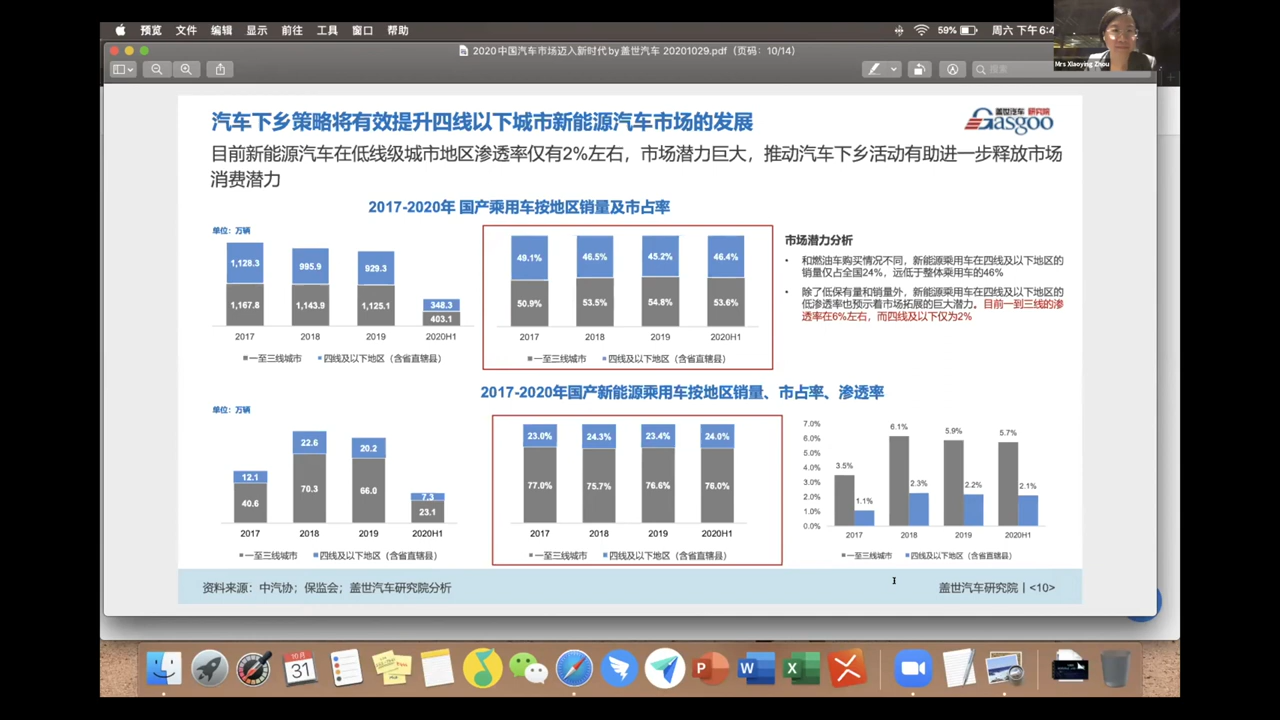 预览 文件 编辑 显示 前往 工具 窗口 帮助
59%
周六 下午6:4
Mrs Xiaoying Zhou
2020中国汽车市场迈入新时代 by盖世汽车 20201029.pdf（页码：10/14）
搜索
汽车下乡策略将有效提升四线以下城市新能源汽车市场的发展
盖世汽车 研究院
Gasgoo
目前新能源汽车在低线级城市地区渗透率仅有2%左右，市场潜力巨大，推动汽车下乡活动有助进一步释放市场
消费潜力
2017-2020年 国产乘用车按地区销量及市占率
单位：万辆
1,128.3
995.9
929.3
348.3
1,167.8
1,143.9
1,125.1
403.1
2017 2018 2019 2020H1
一至三线城市 四线及以下地区（含省直辖县）
49.1% 46.5% 45.2% 46.4%
50.9% 53.5% 54.8% 53.6%
2017 2018 2019 2020H1
一至三线城市 四线及以下地区（含省直辖县）
市场潜力分析
• 和燃油车购买情况不同，新能源乘用车在四线及以下地区的
销量仅占全国24%，远低于整体乘用车的46%
• 除了低保有量和销量外，新能源乘用车在四线及以下地区的
低渗透率也预示着市场拓展的巨大潜力。目前一到三线的渗
透率在6%左右，而四线及以下仅为2%
2017-2020年国产新能源乘用车按地区销量、市占率、渗透率
单位：万辆
12.1 22.6 20.2 7.3
40.6 70.3 66.0 23.1
2017 2018 2019 2020H1
一至三线城市 四线及以下地区（含省直辖县）
23.0% 24.3% 23.4% 24.0%
77.0% 75.7% 76.6% 76.0%
2017 2018 2019 2020H1
一至三线城市 四线及以下地区（含省直辖县）
7.0%
6.0%
5.0%
4.0%
3.0%
2.0%
1.0%
0.0%
3.5% 6.1% 5.9% 5.7%
1.1% 2.3% 2.2% 2.1%
2017 2018 2019 2020H1
一至三线城市 四线及以下地区（含省直辖县）
资料来源：中汽协；保监会；盖世汽车研究院分析
盖世汽车研究院 | <10>
10月
31
P
W
X